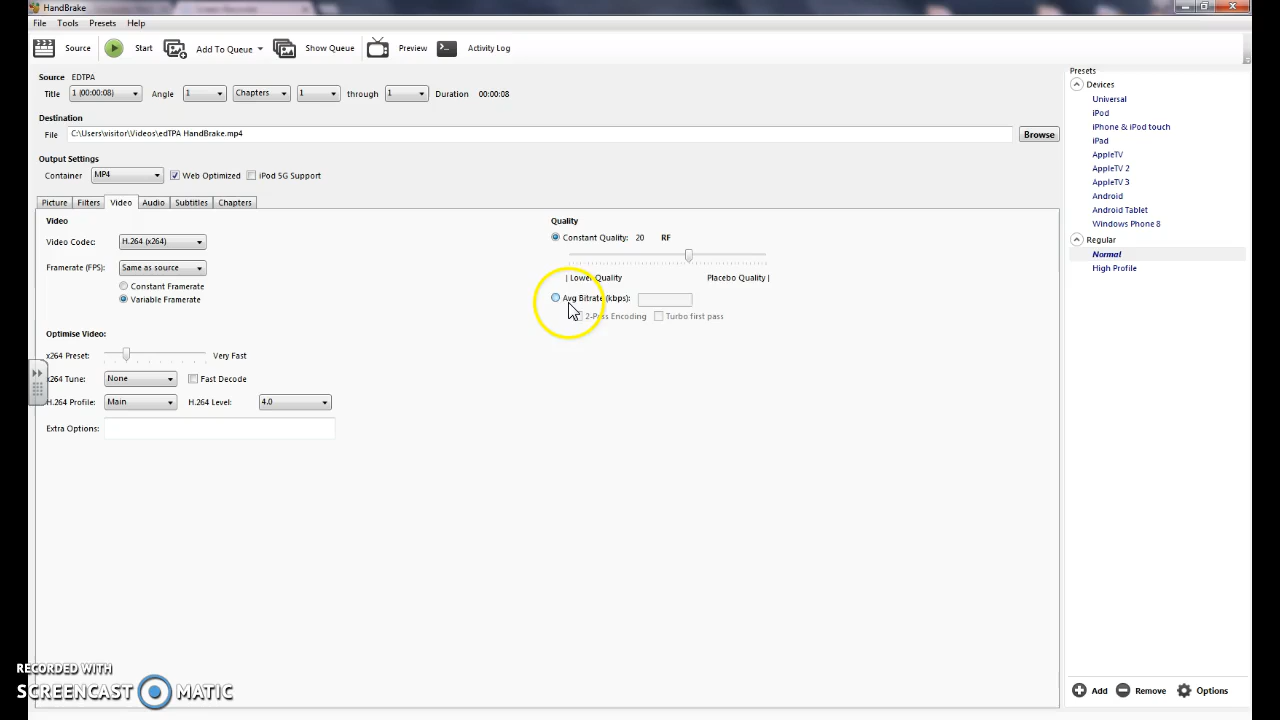 HandBrake
File Tools Presets Help
Source Start Add To Queue Show Queue Preview Activity Log
Source EDTPA
Title 1 (00:00:08) Angle 1 Chapters 1 through 1 Duration 00:00:08
Destination
File C:\Users\visitor\Videos\edTPA HandBrake.mp4 Browse
Output Settings
Container MP4 Web Optimized iPod 5G Support
Picture Filters Video Audio Subtitles Chapters
Video
Video Codec: H.264 (x264)
Framerate (FPS): Same as source
Constant Framerate
Variable Framerate
Optimise Video:
x264 Preset: Very Fast
x264 Tune: None Fast Decode
H.264 Profile: Main H.264 Level: 4.0
Extra Options:
Quality
Constant Quality: 20 RF
| Lower Quality Placebo Quality |
Avg Bitrate (kbps):
2-Pass Encoding Turbo first pass
Presets
Devices
Universal
iPod
iPhone & iPod touch
iPad
AppleTV
AppleTV 2
AppleTV 3
Android
Android Tablet
Windows Phone 8
Regular
Normal
High Profile
Add Remove Options
RECORDED WITH
SCREENCAST MATIC